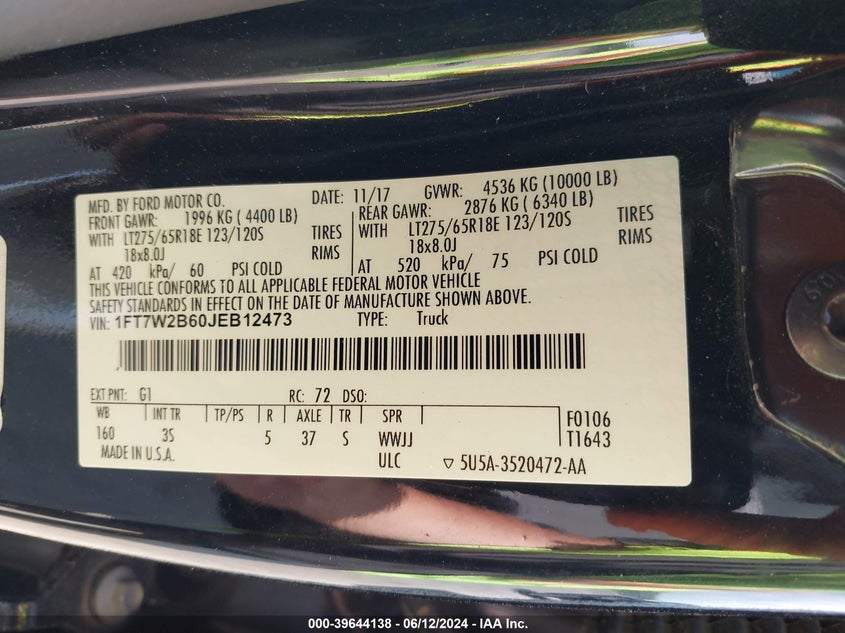 MFD. BY FORD MOTOR CO. DATE: 11/17 GVWR: 4536 KG (10000 LB)
FRONT GAWR: 1996 KG ( 4400 LB) REAR GAWR: 2876 KG ( 6340 LB)
WITH LT275/65R18E 123/120S TIRES WITH LT275/65R18E 123/120S TIRES
18x8.0J RIMS 18x8.0J RIMS
AT 420 kPa/ 60 PSI COLD AT 520 kPa/ 75 PSI COLD
THIS VEHICLE CONFORMS TO ALL APPLICABLE FEDERAL MOTOR VEHICLE
SAFETY STANDARDS IN EFFECT ON THE DATE OF MANUFACTURE SHOWN ABOVE.
VIN: 1FT7W2B60JEB12473 TYPE: Truck
EXT PNT: G1 RC: 72 DSO:
WB INT TR TP/PS R AXLE TR SPR F0106
160 3S 5 37 S WWJJ T1643
MADE IN U.S.A. ULC ▽ 5U5A-3520472-AA
000-39644138 - 06/12/2024 - IAA Inc.